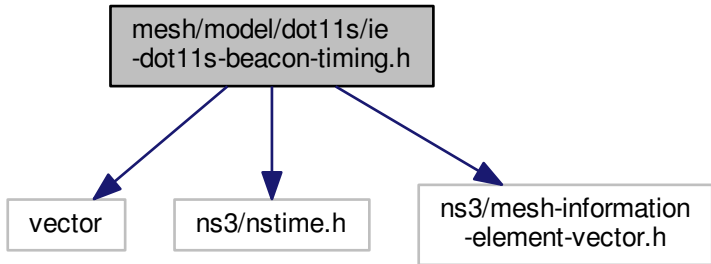 mesh/model/dot11s/ie
-dot11s-beacon-timing.h
vector
ns3/nstime.h
ns3/mesh-information
-element-vector.h